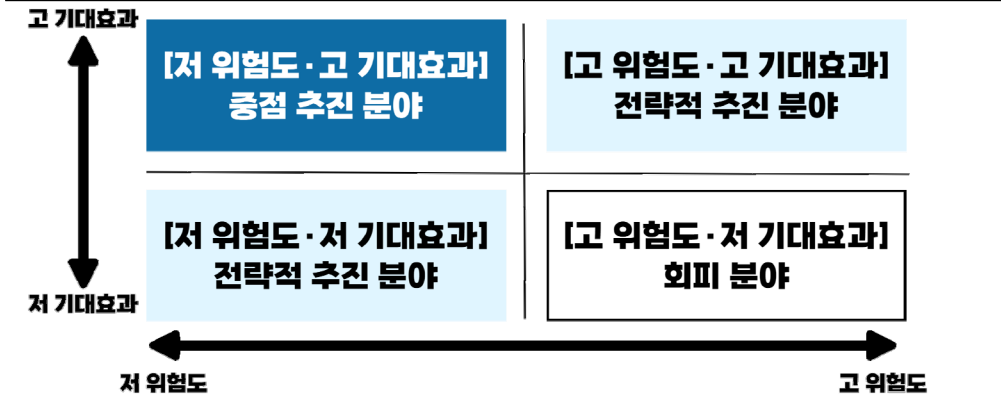 고 기대효과
[저 위험도·고 기대효과]
중점 추진 분야
[고 위험도·고 기대효과]
전략적 추진 분야
[저 위험도·저 기대효과]
전략적 추진 분야
[고 위험도·저 기대효과]
회피 분야
저 기대효과
저 위험도
고 위험도